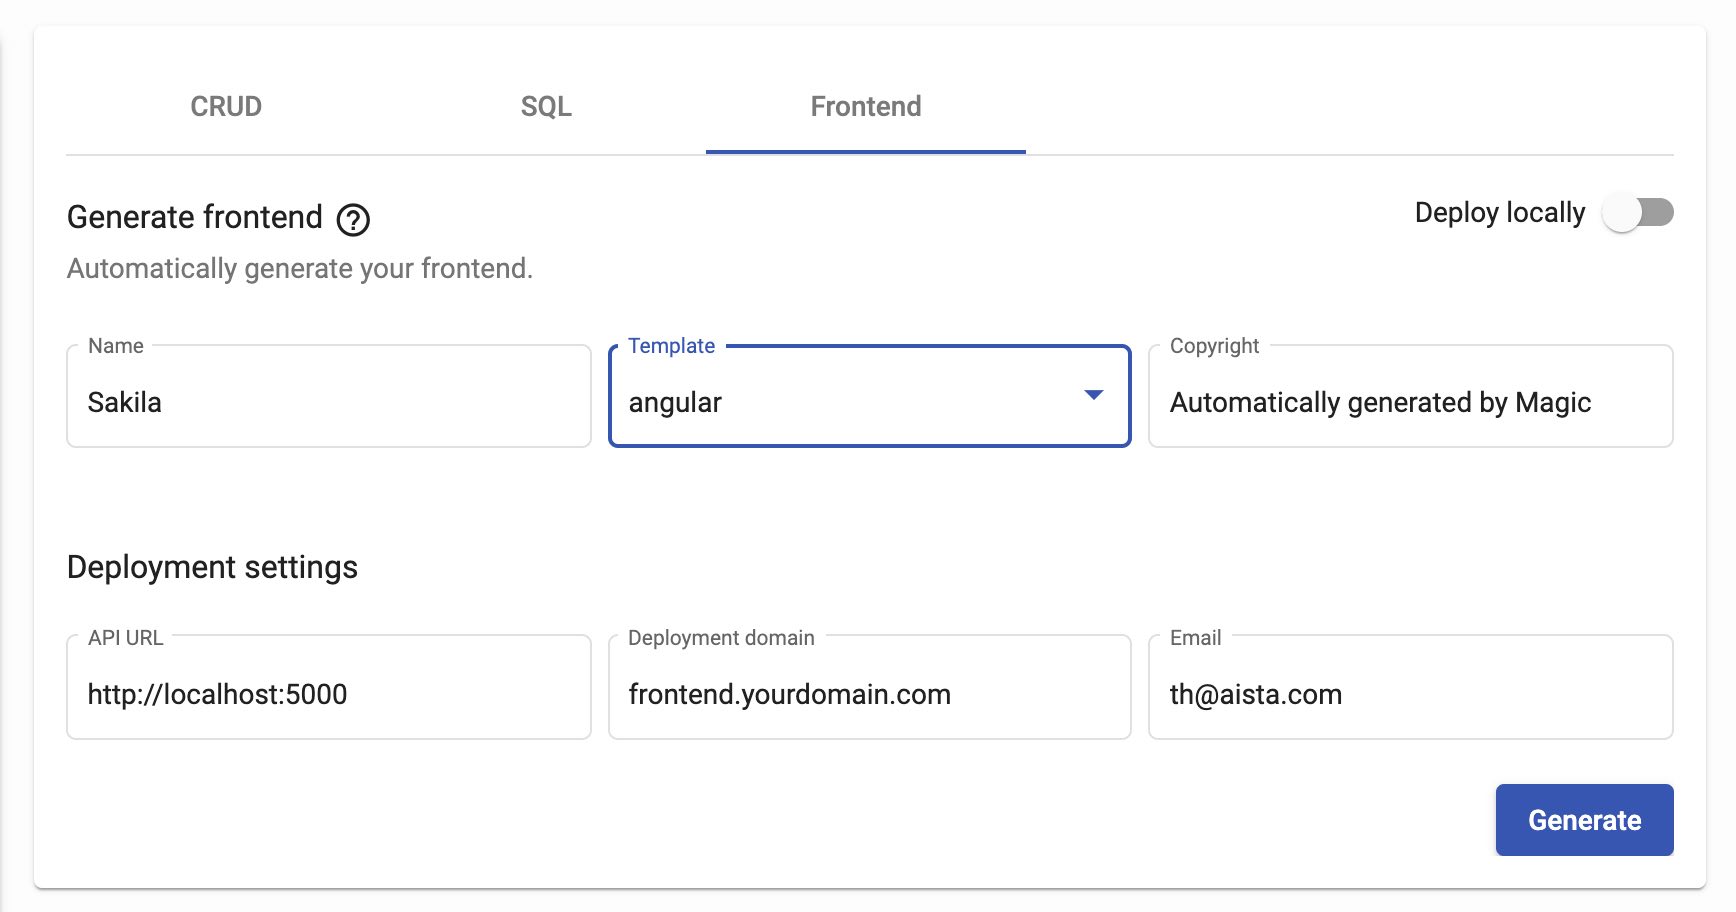 CRUD SQL Frontend
Generate frontend ?
Deploy locally
Automatically generate your frontend.
Name Template Copyright
Sakila angular Automatically generated by Magic
Deployment settings
API URL Deployment domain Email
http://localhost:5000 frontend.yourdomain.com th@aista.com
Generate